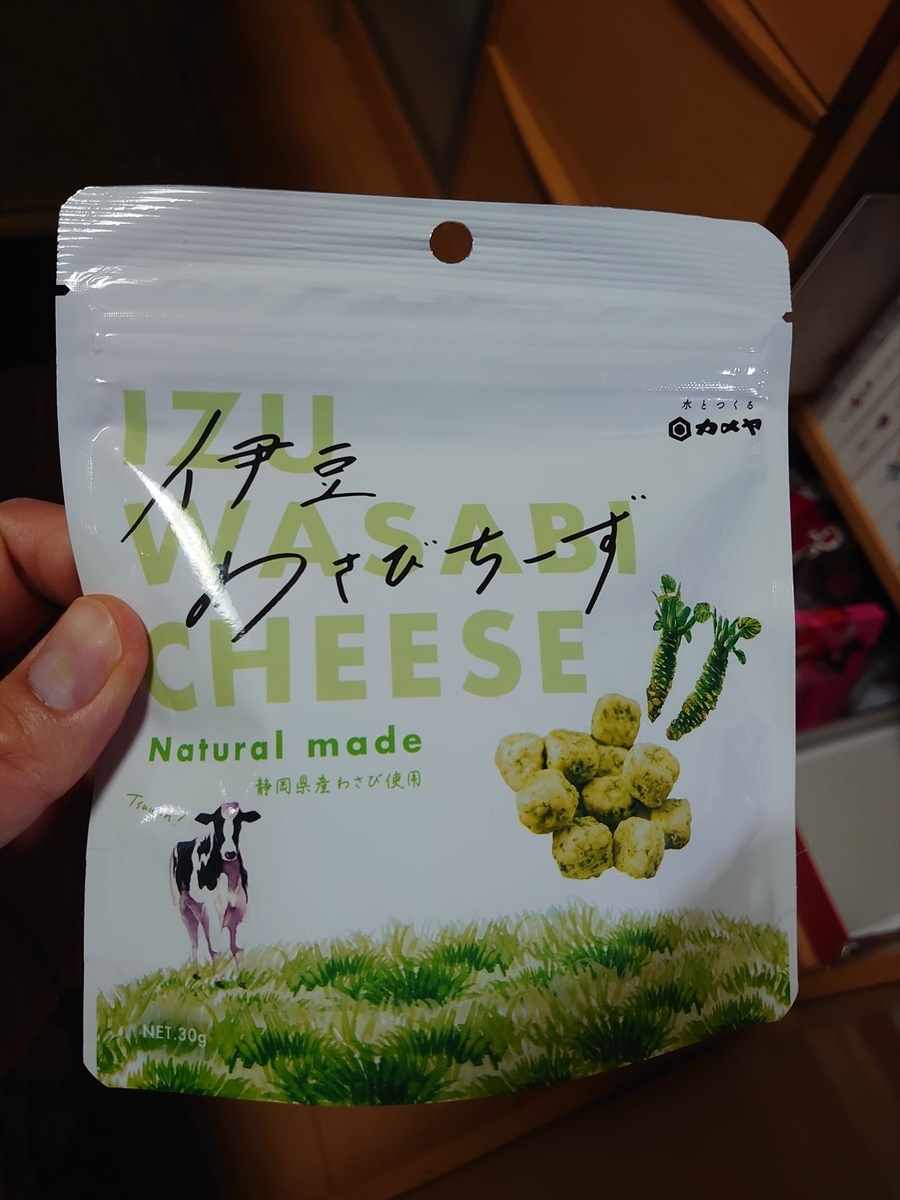 水とつくる
カメヤ
IZU
伊豆
WASABI
わさびちーず
CHEESE
Natural made
静岡県産わさび使用
NET.30g